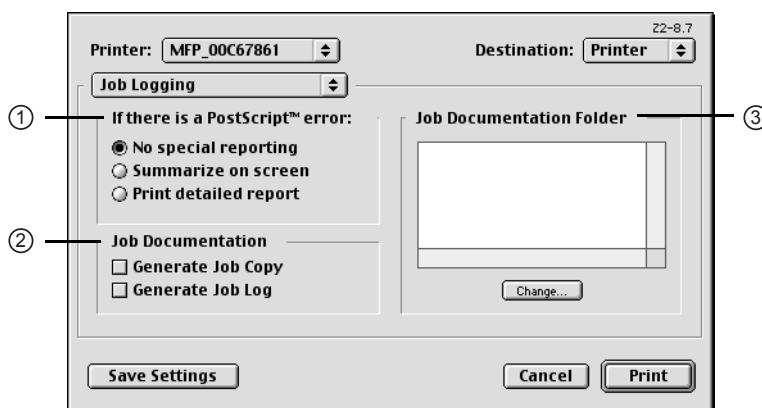 Z2-8.7
Printer: MFP_00C67861
Destination: Printer
Job Logging
① If there is a PostScript™ error:
No special reporting
Summarize on screen
Print detailed report
② Job Documentation
Generate Job Copy
Generate Job Log
Job Documentation Folder ③
Change...
Save Settings
Cancel
Print